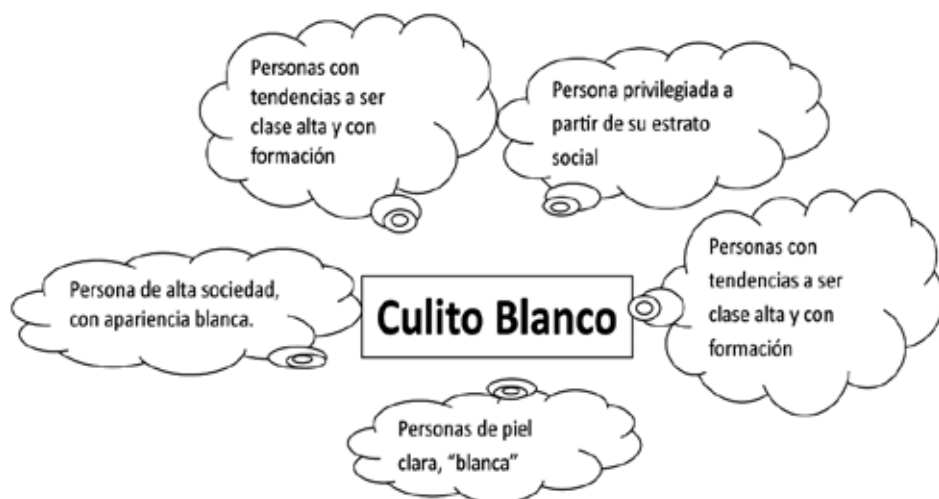 Personas con
tendencias a ser
clase alta y con
formación
Persona privilegiada a
partir de su estrato
social
Persona de alta sociedad,
con apariencia blanca.
Culito Blanco
Personas con
tendencias a ser
clase alta y con
formación
Personas de piel
clara, “blanca”